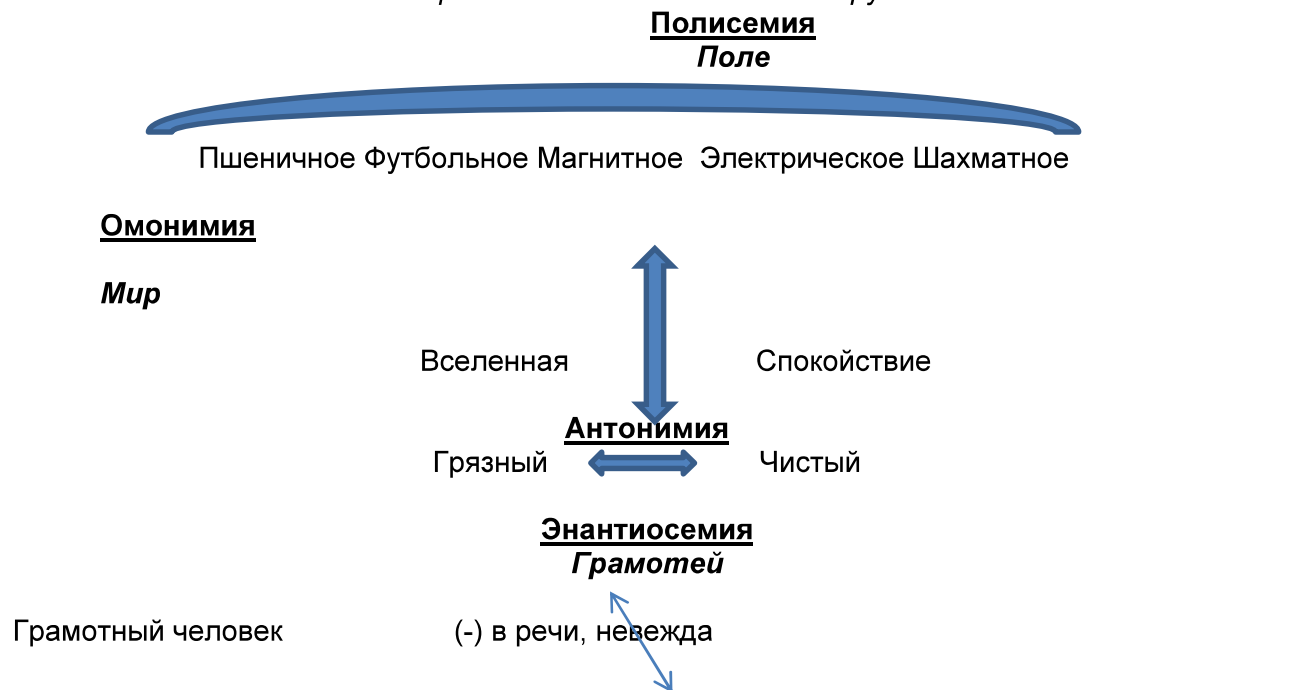 Полисемия
Поле
Пшеничное Футбольное Магнитное Электрическое Шахматное
Омонимия
Мир
Вселенная Спокойствие
Антонимия
Грязный Чистый
Энантиосемия
Грамотей
Грамотный человек (-) в речи, невежда